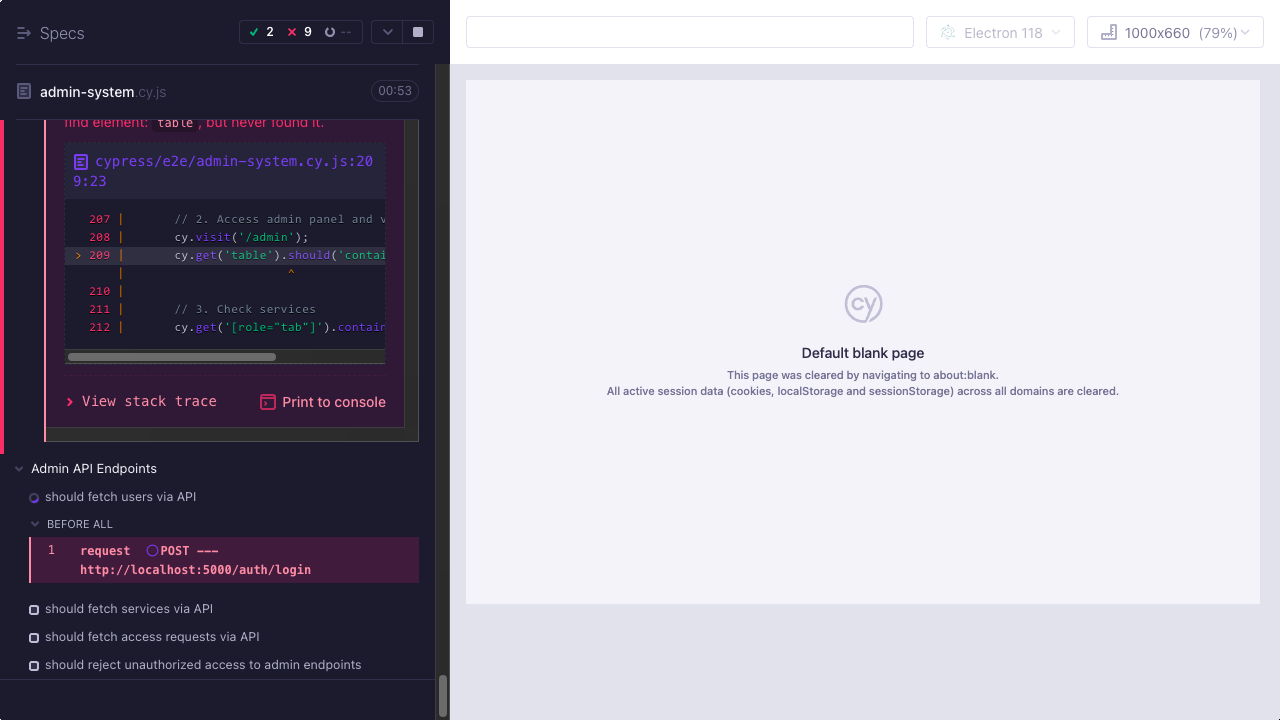 Specs
2 9 --
Electron 118
1000x660 (79%)
admin-system.cy.js
00:53
find element: table, but never found it.
cypress/e2e/admin-system.cy.js:20
9:23
207 | // 2. Access admin panel and v
208 | cy.visit('/admin');
> 209 | cy.get('table').should('contai
| ^
210 |
211 | // 3. Check services
212 | cy.get('[role="tab"]').contain
View stack trace
Print to console
Admin API Endpoints
should fetch users via API
BEFORE ALL
1 request POST ---
http://localhost:5000/auth/login
should fetch services via API
should fetch access requests via API
should reject unauthorized access to admin endpoints
cy
Default blank page
This page was cleared by navigating to about:blank.
All active session data (cookies, localStorage and sessionStorage) across all domains are cleared.